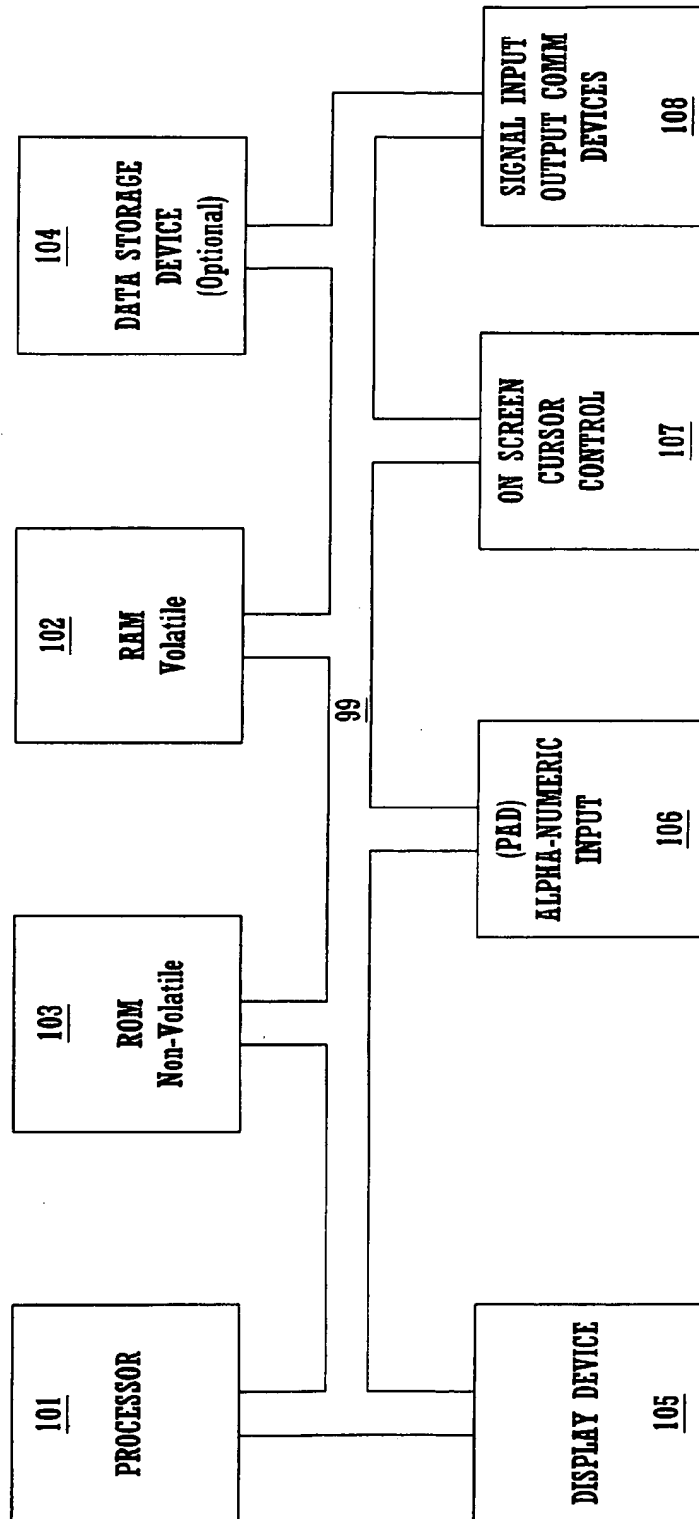 101
PROCESSOR
103
ROM
Non-Volatile
102
RAM
Volatile
104
DATA STORAGE
DEVICE
(Optional)
99
DISPLAY DEVICE
105
(PAD)
ALPHA-NUMERIC
INPUT
106
ON SCREEN
CURSOR
CONTROL
107
SIGNAL INPUT
OUTPUT COMM
DEVICES
108